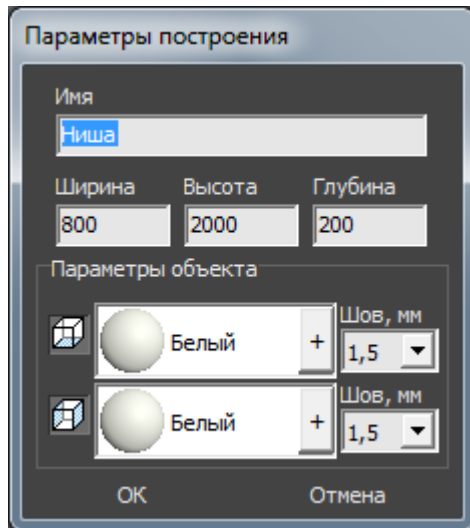 Параметры построения
Имя
Ниша
Ширина Высота Глубина
800 2000 200
Параметры объекта
Шов, мм
Белый + 1,5
Шов, мм
Белый + 1,5
ОК Отмена